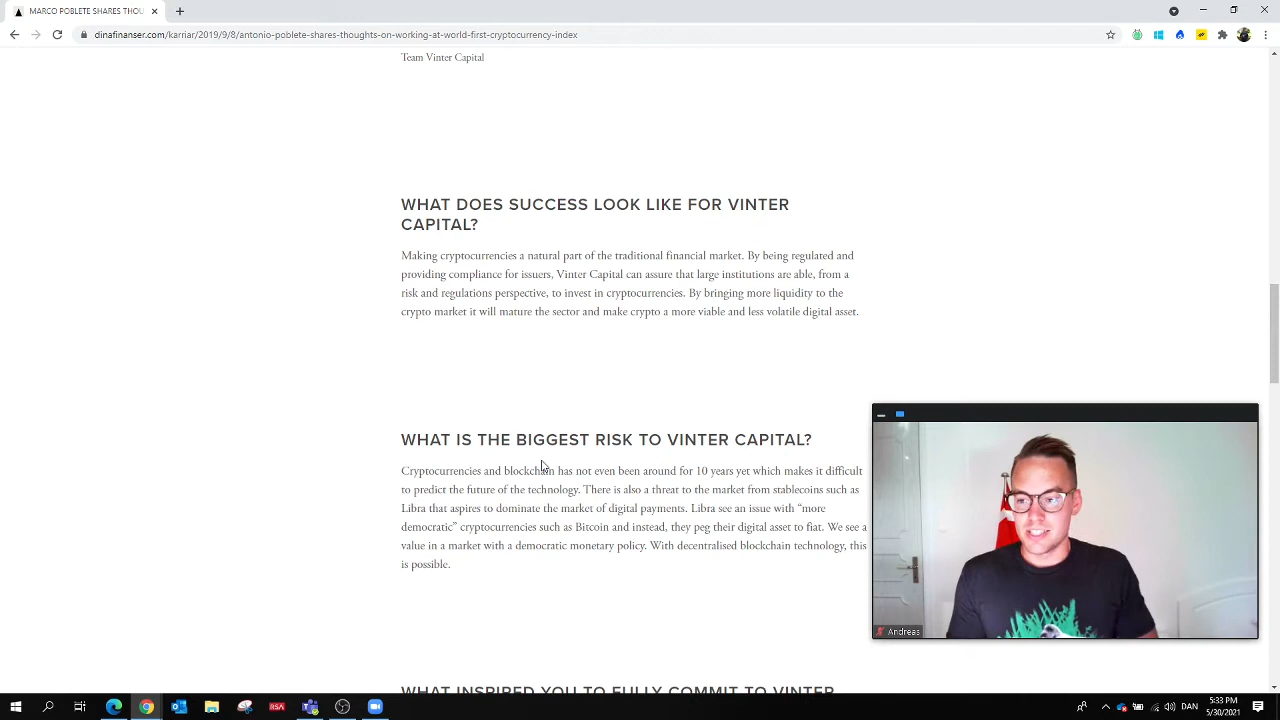 MARCO POBLETE SHARES THOU
dinafinanser.com/karriar/2019/9/8/antonio-poblete-shares-thoughts-on-working-at-world-first-cryptocurrency-index
Team Vinter Capital
WHAT DOES SUCCESS LOOK LIKE FOR VINTER
CAPITAL?
Making cryptocurrencies a natural part of the traditional financial market. By being regulated and
providing compliance for issuers, Vinter Capital can assure that large institutions are able, from a
risk and regulations perspective, to invest in cryptocurrencies. By bringing more liquidity to the
crypto market it will mature the sector and make crypto a more viable and less volatile digital asset.
WHAT IS THE BIGGEST RISK TO VINTER CAPITAL?
Cryptocurrencies and blockchain has not even been around for 10 years yet which makes it difficult
to predict the future of the technology. There is also a threat to the market from stablecoins such as
Libra that aspires to dominate the market of digital payments. Libra see an issue with “more
democratic” cryptocurrencies such as Bitcoin and instead, they peg their digital asset to fiat. We see a
value in a market with a democratic monetary policy. With decentralised blockchain technology, this
is possible.
Andreas
WHAT INSPIRED YOU TO FULLY COMMIT TO VINTER
RSA
DAN
5:33 PM
5/30/2021